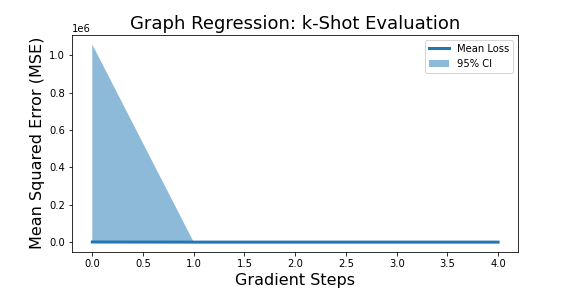 Graph Regression: k-Shot Evaluation
1e6
Mean Loss
95% CI
Mean Squared Error (MSE)
1.0
0.8
0.6
0.4
0.2
0.0
0.0 0.5 1.0 1.5 2.0 2.5 3.0 3.5 4.0
Gradient Steps